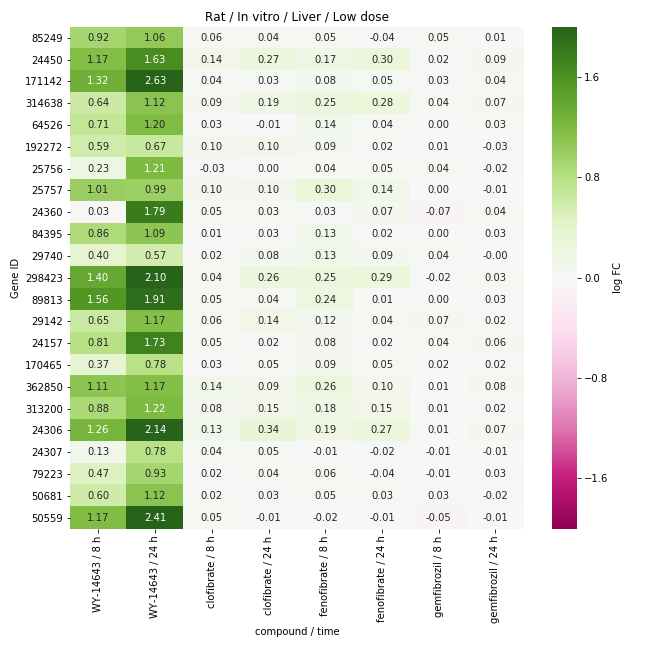 Rat / In vitro / Liver / Low dose
85249 0.92 1.06 0.06 0.04 0.05 -0.04 0.05 0.01
24450 1.17 1.63 0.14 0.27 0.17 0.30 0.02 0.09
171142 1.32 2.63 0.04 0.03 0.08 0.05 0.03 0.04
314638 0.64 1.12 0.09 0.19 0.25 0.28 0.04 0.07
64526 0.71 1.20 0.03 -0.01 0.14 0.04 0.00 0.03
192272 0.59 0.67 0.10 0.10 0.09 0.02 0.01 -0.03
25756 0.23 1.21 -0.03 0.00 0.04 0.05 0.04 -0.02
25757 1.01 0.99 0.10 0.10 0.30 0.14 0.00 -0.01
24360 0.03 1.79 0.05 0.03 0.03 0.07 -0.07 0.04
84395 0.86 1.09 0.01 0.03 0.13 0.02 0.00 0.03
29740 0.40 0.57 0.02 0.08 0.13 0.09 0.04 -0.00
298423 1.40 2.10 0.04 0.26 0.25 0.29 -0.02 0.03
89813 1.56 1.91 0.05 0.04 0.24 0.01 0.00 0.03
29142 0.65 1.17 0.06 0.14 0.12 0.04 0.07 0.02
24157 0.81 1.73 0.05 0.02 0.08 0.02 0.04 0.06
170465 0.37 0.78 0.03 0.05 0.09 0.05 0.02 0.02
362850 1.11 1.17 0.14 0.09 0.26 0.10 0.01 0.08
313200 0.88 1.22 0.08 0.15 0.18 0.15 0.01 0.02
24306 1.26 2.14 0.13 0.34 0.19 0.27 0.01 0.07
24307 0.13 0.78 0.04 0.05 -0.01 -0.02 -0.01 -0.01
79223 0.47 0.93 0.02 0.04 0.06 -0.04 -0.01 0.03
50681 0.60 1.12 0.02 0.03 0.05 0.03 0.03 -0.02
50559 1.17 2.41 0.05 -0.01 -0.02 -0.01 -0.05 -0.01
Gene ID
WY-14643 / 8 h
WY-14643 / 24 h
clofibrate / 8 h
clofibrate / 24 h
fenofibrate / 8 h
fenofibrate / 24 h
gemfibrozil / 8 h
gemfibrozil / 24 h
compound / time
1.6
0.8
0.0
−0.8
−1.6
log FC